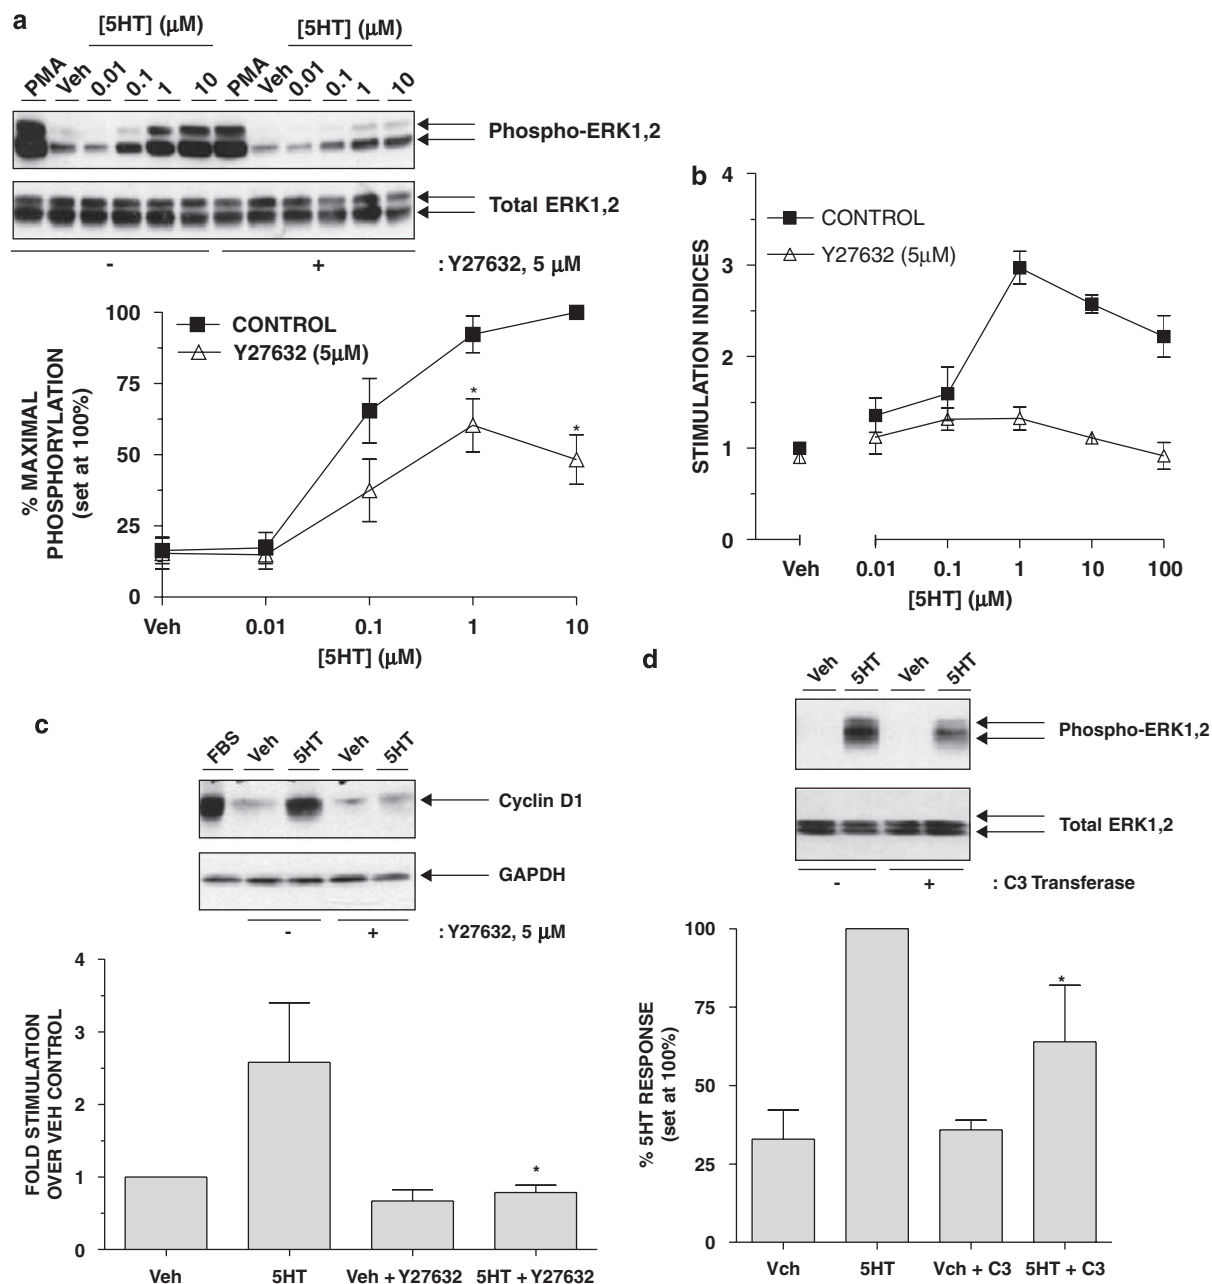 a
[5HT] (μM)
[5HT] (μM)
PMA Veh 0.01 0.1 1 10 PMA Veh 0.01 0.1 1 10
Phospho-ERK1,2
Total ERK1,2
- + : Y27632, 5 μM
% MAXIMAL
PHOSPHORYLATION
(set at 100%)
100
75
50
25
0
CONTROL
Y27632 (5μM)
*
*
Veh 0.01 0.1 1 10
[5HT] (μM)
b
STIMULATION INDICES
4
3
2
1
0
CONTROL
Y27632 (5μM)
Veh 0.01 0.1 1 10 100
[5HT] (μM)
c
FBS Veh 5HT Veh 5HT
Cyclin D1
GAPDH
- + : Y27632, 5 μM
FOLD STIMULATION
OVER VEH CONTROL
4
3
2
1
0
*
Veh 5HT Veh + Y27632 5HT + Y27632
d
Veh 5HT Veh 5HT
Phospho-ERK1,2
Total ERK1,2
- + : C3 Transferase
% 5HT RESPONSE
(set at 100%)
100
75
50
25
0
*
Vch 5HT Vch + C3 5HT + C3